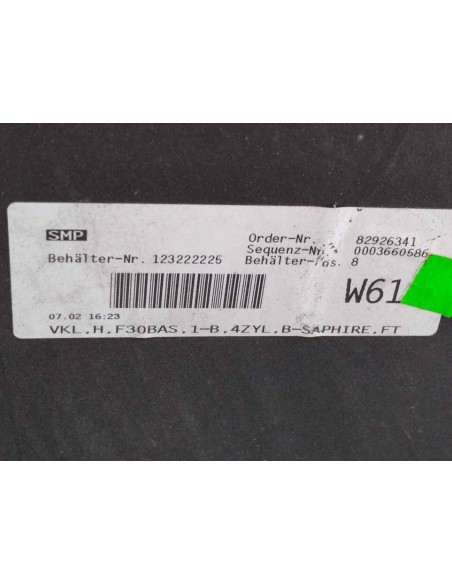 SMP
Order-Nr. 82926341
Sequenz-Nr. 0003660586
Behälter-Nr. 123222225 Behälter-Pos. 8
W61
07.02 16:23
VKL.H.F30BAS.1-B.4ZYL.B-SAPHIRE.FT